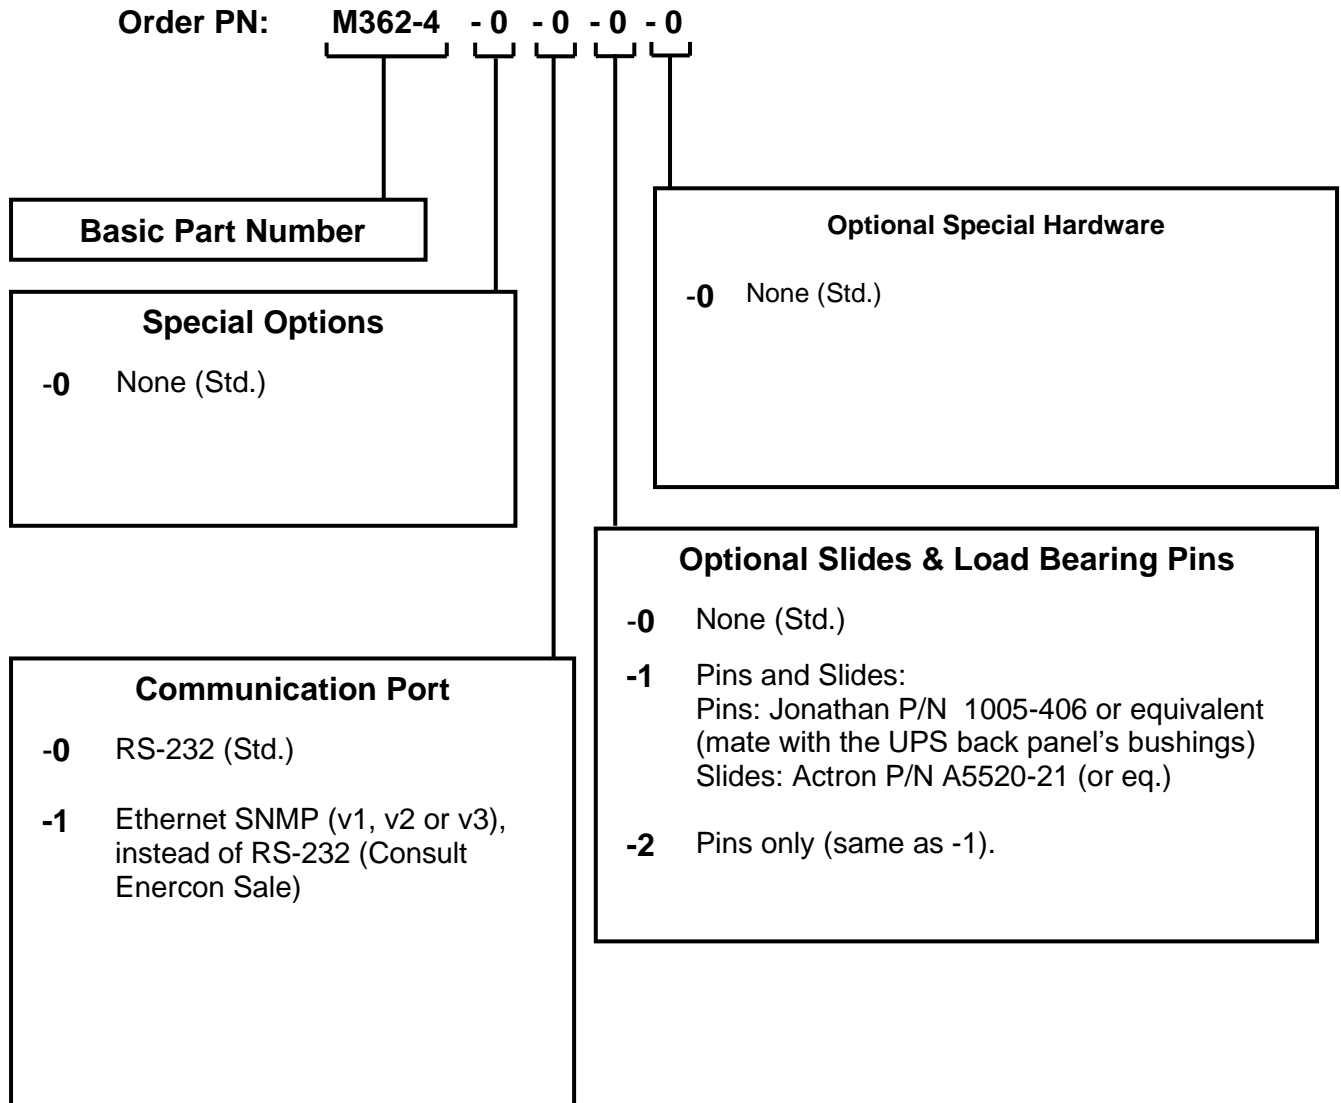 Order PN: M362-4 - 0 - 0 - 0 - 0
Basic Part Number
Special Options
-0 None (Std.)
Communication Port
-0 RS-232 (Std.)
-1 Ethernet SNMP (v1, v2 or v3),
instead of RS-232 (Consult
Enercon Sale)
Optional Special Hardware
-0 None (Std.)
Optional Slides & Load Bearing Pins
-0 None (Std.)
-1 Pins and Slides:
Pins: Jonathan P/N 1005-406 or equivalent
(mate with the UPS back panel’s bushings)
Slides: Actron P/N A5520-21 (or eq.)
-2 Pins only (same as -1).